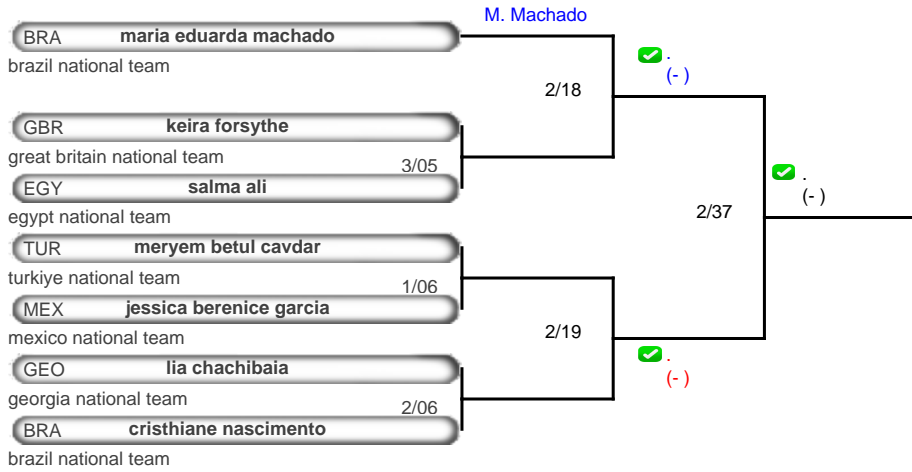 M. Machado
BRA maria eduarda machado
brazil national team
.
(- )
2/18
GBR keira forsythe
great britain national team
3/05
EGY salma ali
egypt national team
.
(- )
2/37
TUR meryem betul cavdar
turkiye national team
1/06
MEX jessica berenice garcia
mexico national team
2/19
.
(- )
GEO lia chachibaia
georgia national team
2/06
BRA cristhiane nascimento
brazil national team